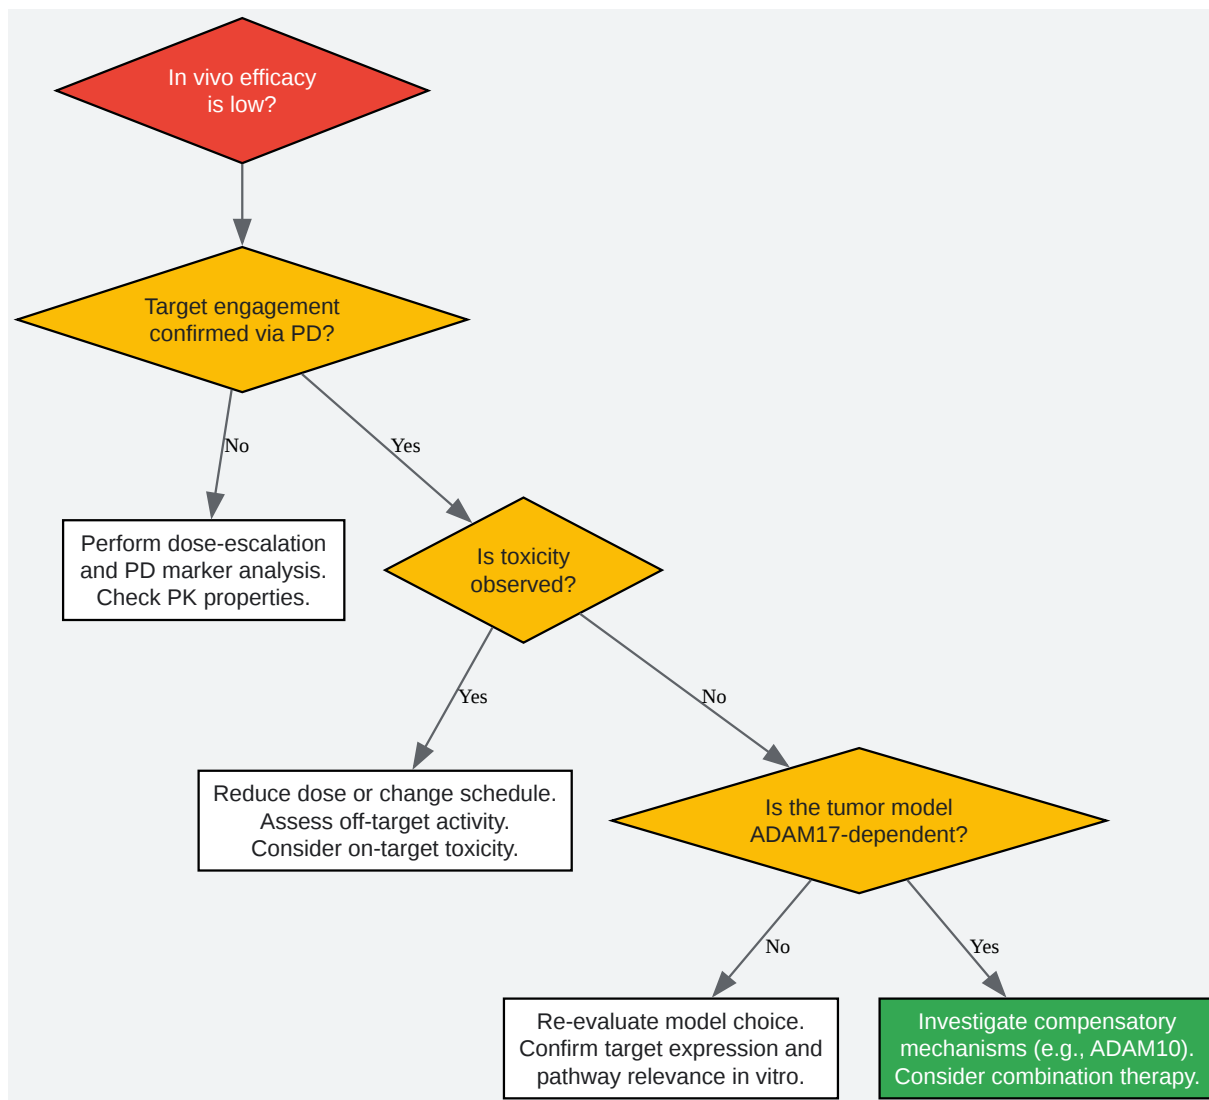 In vivo efficacy
is low?
Target engagement
confirmed via PD?
No
Yes
Perform dose-escalation
and PD marker analysis.
Check PK properties.
Is toxicity
observed?
Yes
No
Reduce dose or change schedule.
Assess off-target activity.
Consider on-target toxicity.
Is the tumor model
ADAM17-dependent?
No
Yes
Re-evaluate model choice.
Confirm target expression and
pathway relevance in vitro.
Investigate compensatory
mechanisms (e.g., ADAM10).
Consider combination therapy.